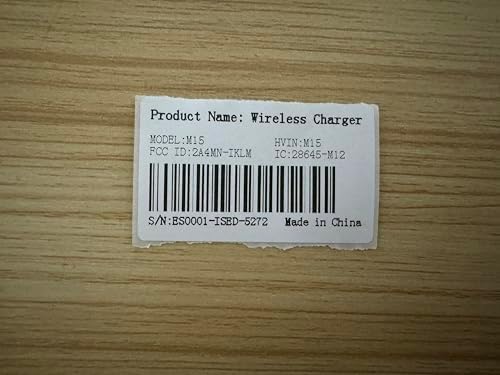 Product Name: Wireless Charger
MODEL:M15 HVIN:M15
FCC ID:2A4MN-IKLM IC:28645-M12
S/N:ES0001-ISED-5272 Made in China